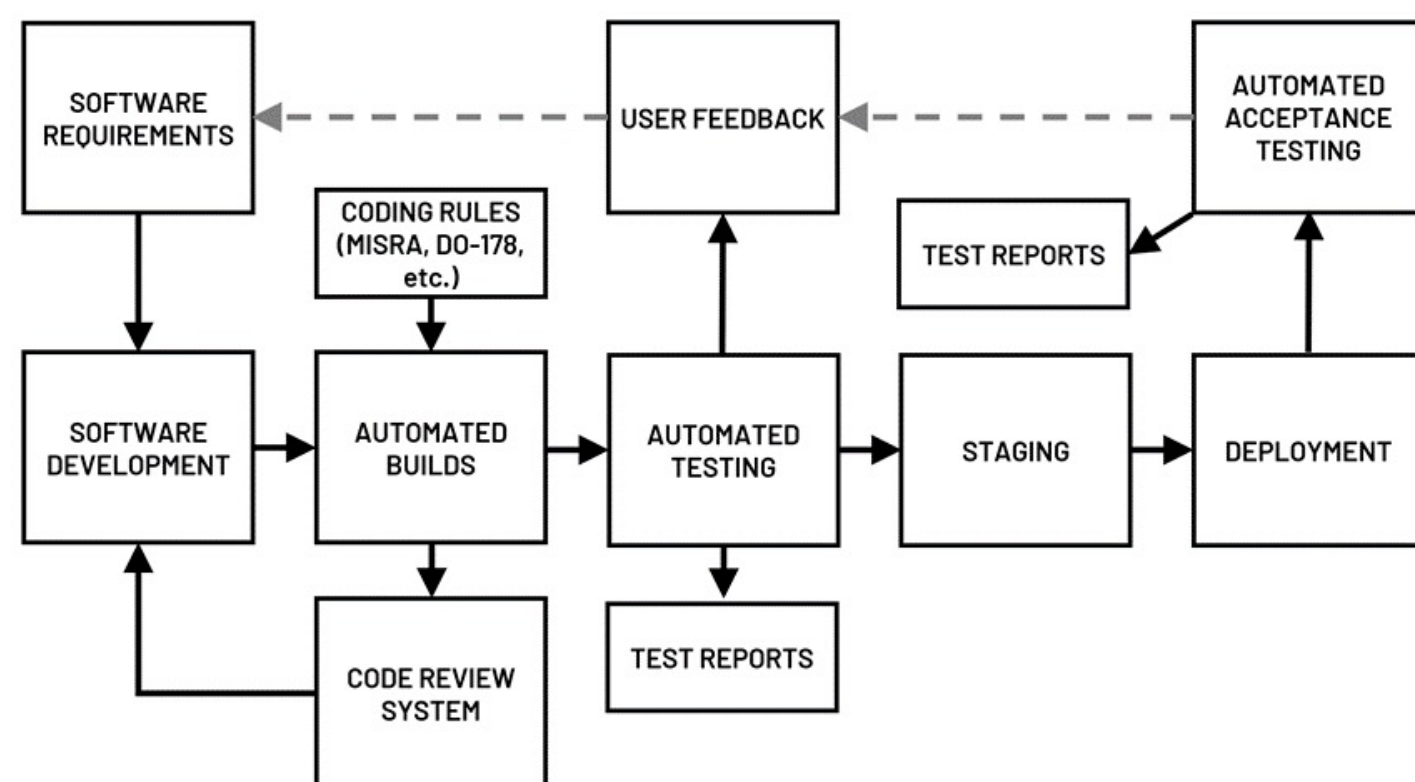 SOFTWARE
REQUIREMENTS
USER FEEDBACK
AUTOMATED
ACCEPTANCE
TESTING
CODING RULES
(MISRA, DO-178,
etc.)
TEST REPORTS
SOFTWARE
DEVELOPMENT
AUTOMATED
BUILDS
AUTOMATED
TESTING
STAGING
DEPLOYMENT
CODE REVIEW
SYSTEM
TEST REPORTS